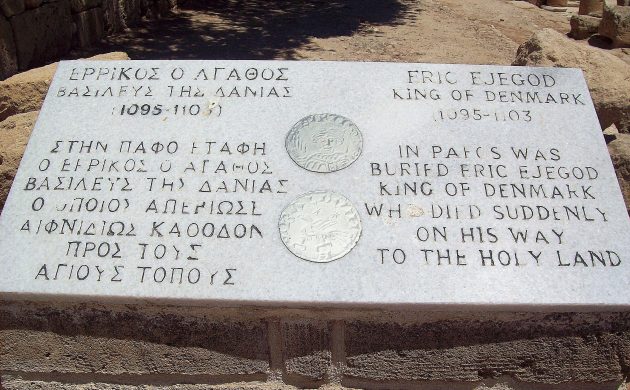 ΕΡΡΙΚΟΣ Ο ΑΓΑΘΟΣ
ΒΑΣΙΛΕΥΣ ΤΗΣ ΔΑΝΙΑΣ
(1095-1103)
ΣΤΗΝ ΠΑΦΟ ΕΤΑΦΗ
Ο ΕΡΡΙΚΟΣ Ο ΑΓΑΘΟΣ
ΒΑΣΙΛΕΥΣ ΤΗΣ ΔΑΝΙΑΣ
Ο ΟΠΟΙΟΣ ΑΠΕΒΙΩΣΕ
ΑΙΦΝΙΔΙΩΣ ΚΑΘΟΔΟΝ
ΠΡΟΣ ΤΟΥΣ
ΑΓΙΟΥΣ ΤΟΠΟΥΣ
ERIC EJEGOD
KING OF DENMARK
(1095-1103)
IN PAFOS WAS
BURIED ERIC EJEGOD
KING OF DENMARK
WHO DIED SUDDENLY
ON HIS WAY
TO THE HOLY LAND